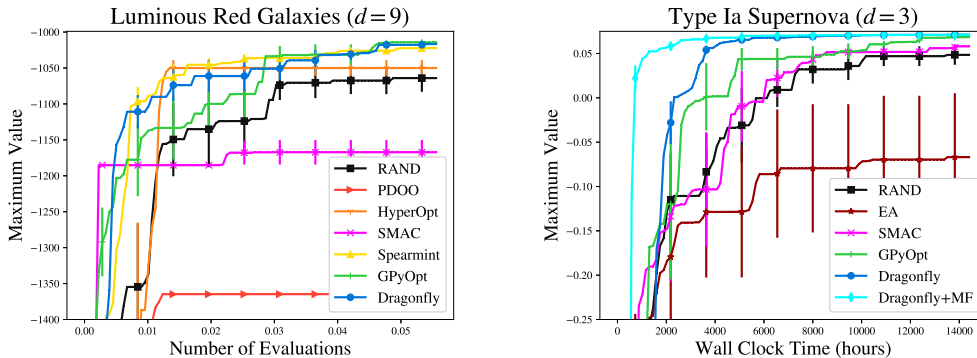 Luminous Red Galaxies (d = 9)
Maximum Value
−1000
−1050
−1100
−1150
−1200
−1250
−1300
−1350
−1400
0.00 0.01 0.02 0.03 0.04 0.05
Number of Evaluations
RAND
PDOO
HyperOpt
SMAC
Spearmint
GPyOpt
Dragonfly
Type Ia Supernova (d = 3)
Maximum Value
0.05
0.00
−0.05
−0.10
−0.15
−0.20
−0.25
0 2000 4000 6000 8000 10000 12000 14000
Wall Clock Time (hours)
RAND
EA
SMAC
GPyOpt
Dragonfly
Dragonfly+MF